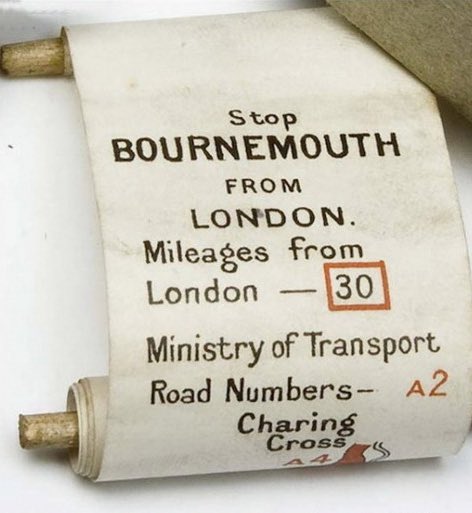 Stop
BOURNEMOUTH
FROM
LONDON.
Mileages from
London — 30
Ministry of Transport
Road Numbers– A2
Charing
Cross
A4